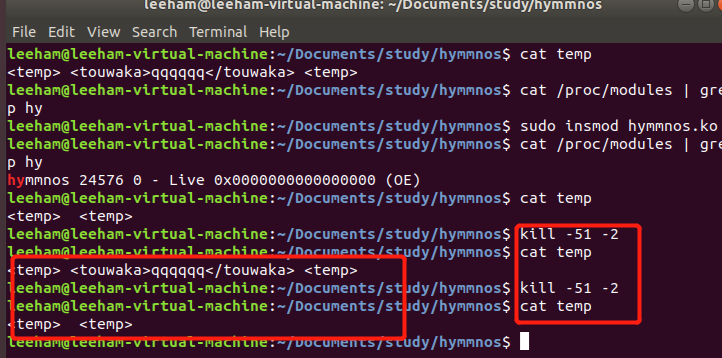 leeham@leeham-virtual-machine: ~/Documents/study/hymmnos
File Edit View Search Terminal Help
leeham@leeham-virtual-machine:~/Documents/study/hymmnos$ cat temp
<temp> <touwaka>qqqqqq</touwaka> <temp>
leeham@leeham-virtual-machine:~/Documents/study/hymmnos$ cat /proc/modules | gre
p hy
leeham@leeham-virtual-machine:~/Documents/study/hymmnos$ sudo insmod hymmnos.ko
leeham@leeham-virtual-machine:~/Documents/study/hymmnos$ cat /proc/modules | gre
p hy
hymmnos 24576 0 - Live 0x0000000000000000 (OE)
leeham@leeham-virtual-machine:~/Documents/study/hymmnos$ cat temp
<temp>  <temp>
leeham@leeham-virtual-machine:~/Documents/study/hymmnos$ kill -51 -2
leeham@leeham-virtual-machine:~/Documents/study/hymmnos$ cat temp
<temp> <touwaka>qqqqqq</touwaka> <temp>
leeham@leeham-virtual-machine:~/Documents/study/hymmnos$ kill -51 -2
leeham@leeham-virtual-machine:~/Documents/study/hymmnos$ cat temp
<temp>  <temp>
leeham@leeham-virtual-machine:~/Documents/study/hymmnos$